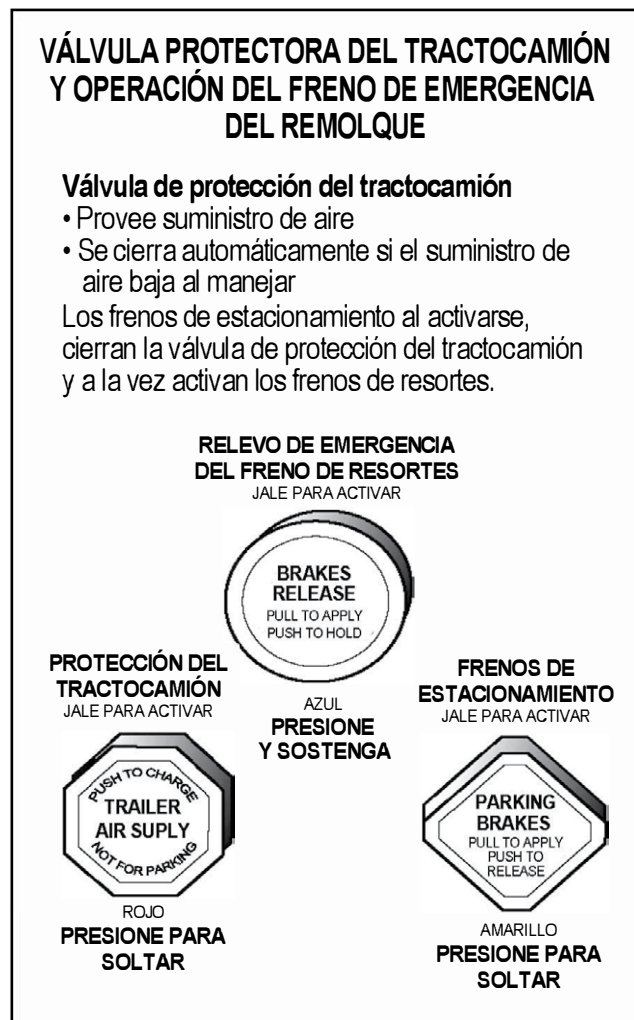 VÁLVULA PROTECTORA DEL TRACTOCAMIÓN
Y OPERACIÓN DEL FRENO DE EMERGENCIA
DEL REMOLQUE
Válvula de protección del tractocamión
• Provee suministro de aire
• Se cierra automáticamente si el suministro de
aire baja al manejar
Los frenos de estacionamiento al activarse,
cierran la válvula de protección del tractocamión
y a la vez activan los frenos de resortes.
RELEVO DE EMERGENCIA
DEL FRENO DE RESORTES
JALE PARA ACTIVAR
BRAKES
RELEASE
PULL TO APPLY
PUSH TO HOLD
AZUL
PRESIONE
Y SOSTENGA
PROTECCIÓN DEL
TRACTOCAMIÓN
JALE PARA ACTIVAR
PUSH TO CHARGE
TRAILER
AIR SUPLY
NOT FOR PARKING
ROJO
PRESIONE PARA
SOLTAR
FRENOS DE
ESTACIONAMIENTO
JALE PARA ACTIVAR
PARKING
BRAKES
PULL TO APPLY
PUSH TO
RELEASE
AMARILLO
PRESIONE PARA
SOLTAR